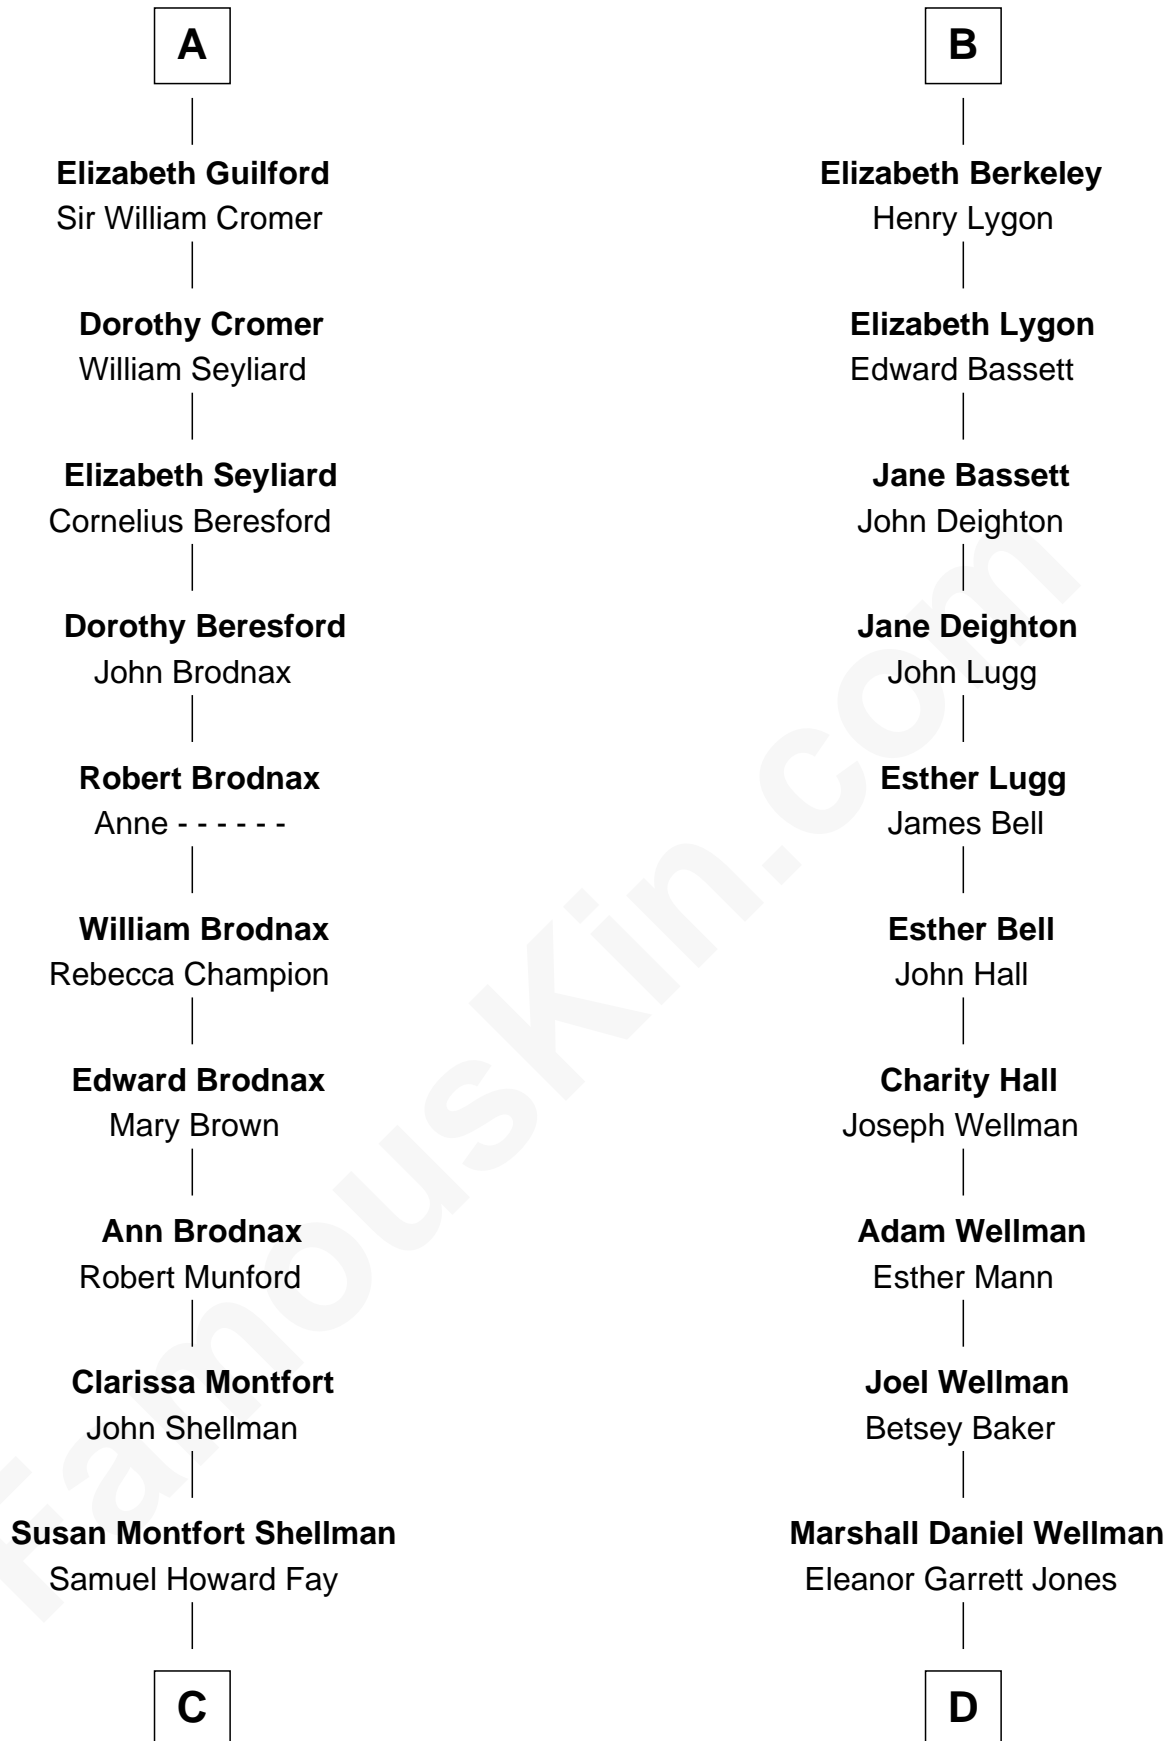 A
Elizabeth Guilford
Sir William Cromer
Dorothy Cromer
William Seyliard
Elizabeth Seyliard
Cornelius Beresford
Dorothy Beresford
John Brodnax
Robert Brodnax
Anne - - - - - -
William Brodnax
Rebecca Champion
Edward Brodnax
Mary Brown
Ann Brodnax
Robert Munford
Clarissa Montfort
John Shellman
Susan Montfort Shellman
Samuel Howard Fay
C
B
Elizabeth Berkeley
Henry Lygon
Elizabeth Lygon
Edward Bassett
Jane Bassett
John Deighton
Jane Deighton
John Lugg
Esther Lugg
James Bell
Esther Bell
John Hall
Charity Hall
Joseph Wellman
Adam Wellman
Esther Mann
Joel Wellman
Betsey Baker
Marshall Daniel Wellman
Eleanor Garrett Jones
D
FamousKin.com